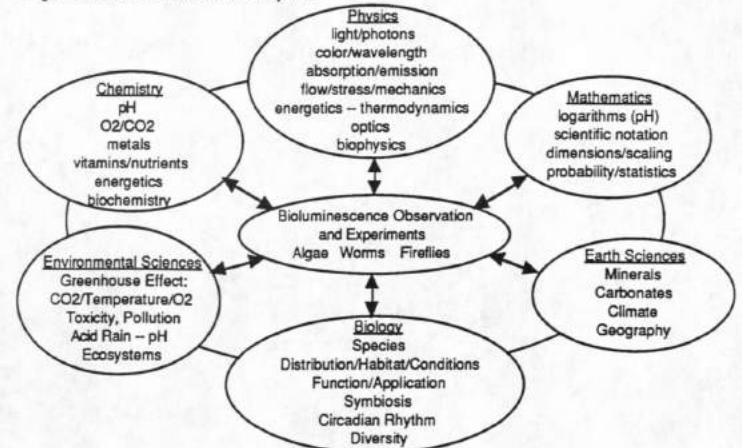 Physics
light/photons
color/wavelength
absorption/emission
flow/stress/mechanics
energetics -- thermodynamics
optics
biophysics
Chemistry
pH
O2/CO2
metals
vitamins/nutrients
energetics
biochemistry
Mathematics
logarithms (pH)
scientific notation
dimensions/scaling
probability/statistics
Bioluminescence Observation
and Experiments
Algae Worms Fireflies
Environmental Sciences
Greenhouse Effect:
CO2/Temperature/O2
Toxicity, Pollution
Acid Rain -- pH
Ecosystems
Earth Sciences
Minerals
Carbonates
Climate
Geography
Biology
Species
Distribution/Habitat/Conditions
Function/Application
Symbiosis
Circadian Rhythm
Diversity